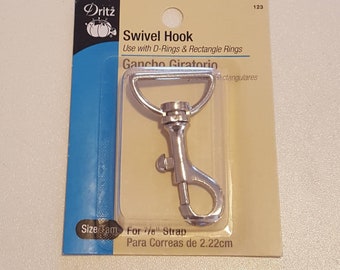 Dritz
123
Swivel Hook
Use with D-Rings & Rectangle Rings
Gancho Giratorio
Rectangulares
For 7/8" Strap
Para Correas de 2.22cm